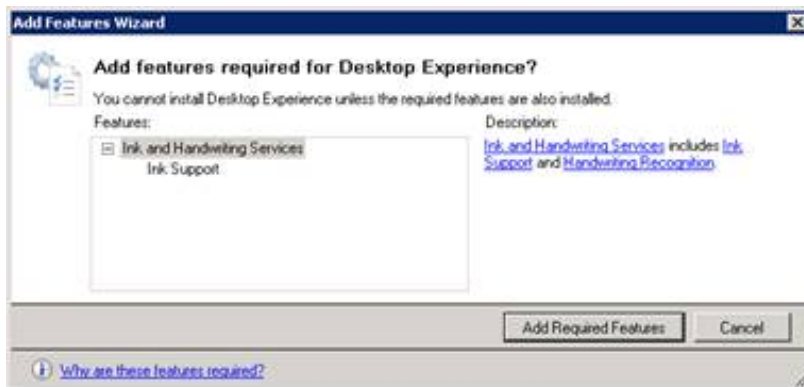 Add Features Wizard
Add features required for Desktop Experience?
You cannot install Desktop Experience unless the required features are also installed.
Features:
Description:
Ink and Handwriting Services
Ink Support
Ink and Handwriting Services includes Ink
Support and Handwriting Recognition.
Add Required Features
Cancel
Why are these features required?